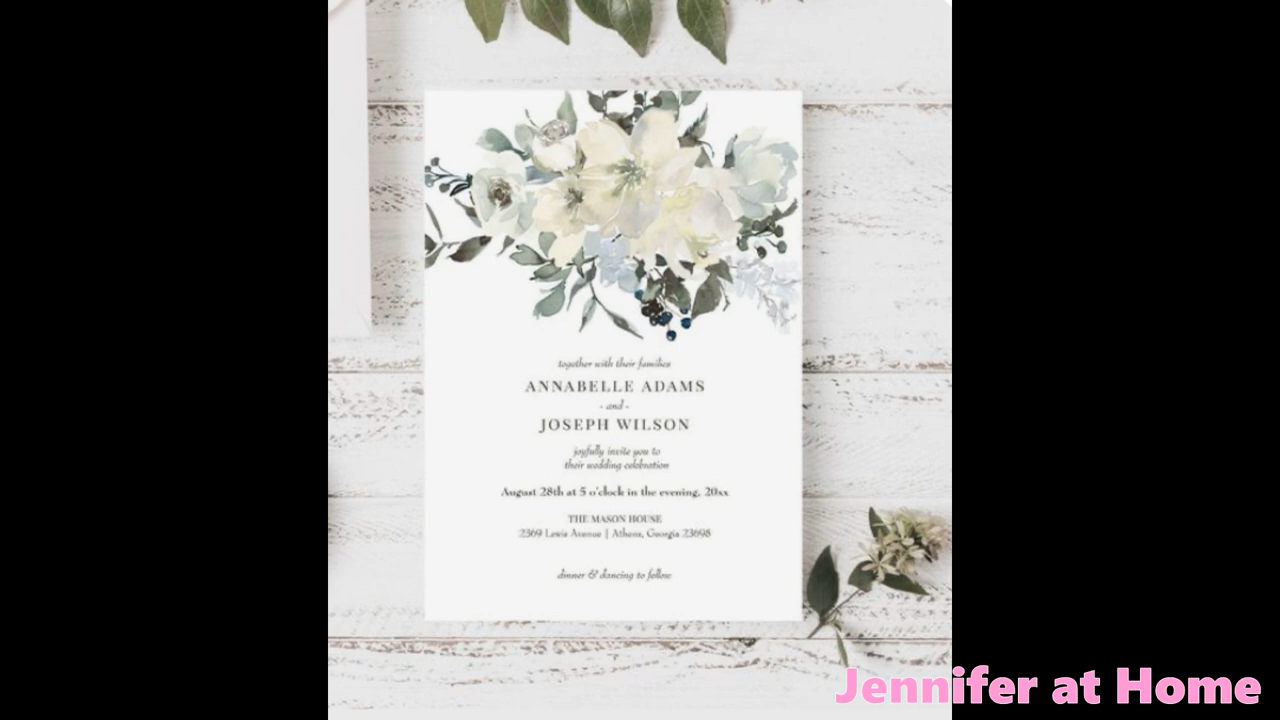 together with their families
ANNABELLE ADAMS
- and -
JOSEPH WILSON
joyfully invite you to
their wedding celebration
August 28th at 5 o'clock in the evening, 20xx
THE MASON HOUSE
2369 Lewis Avenue | Athens, Georgia 23698
dinner & dancing to follow
Jennifer at Home